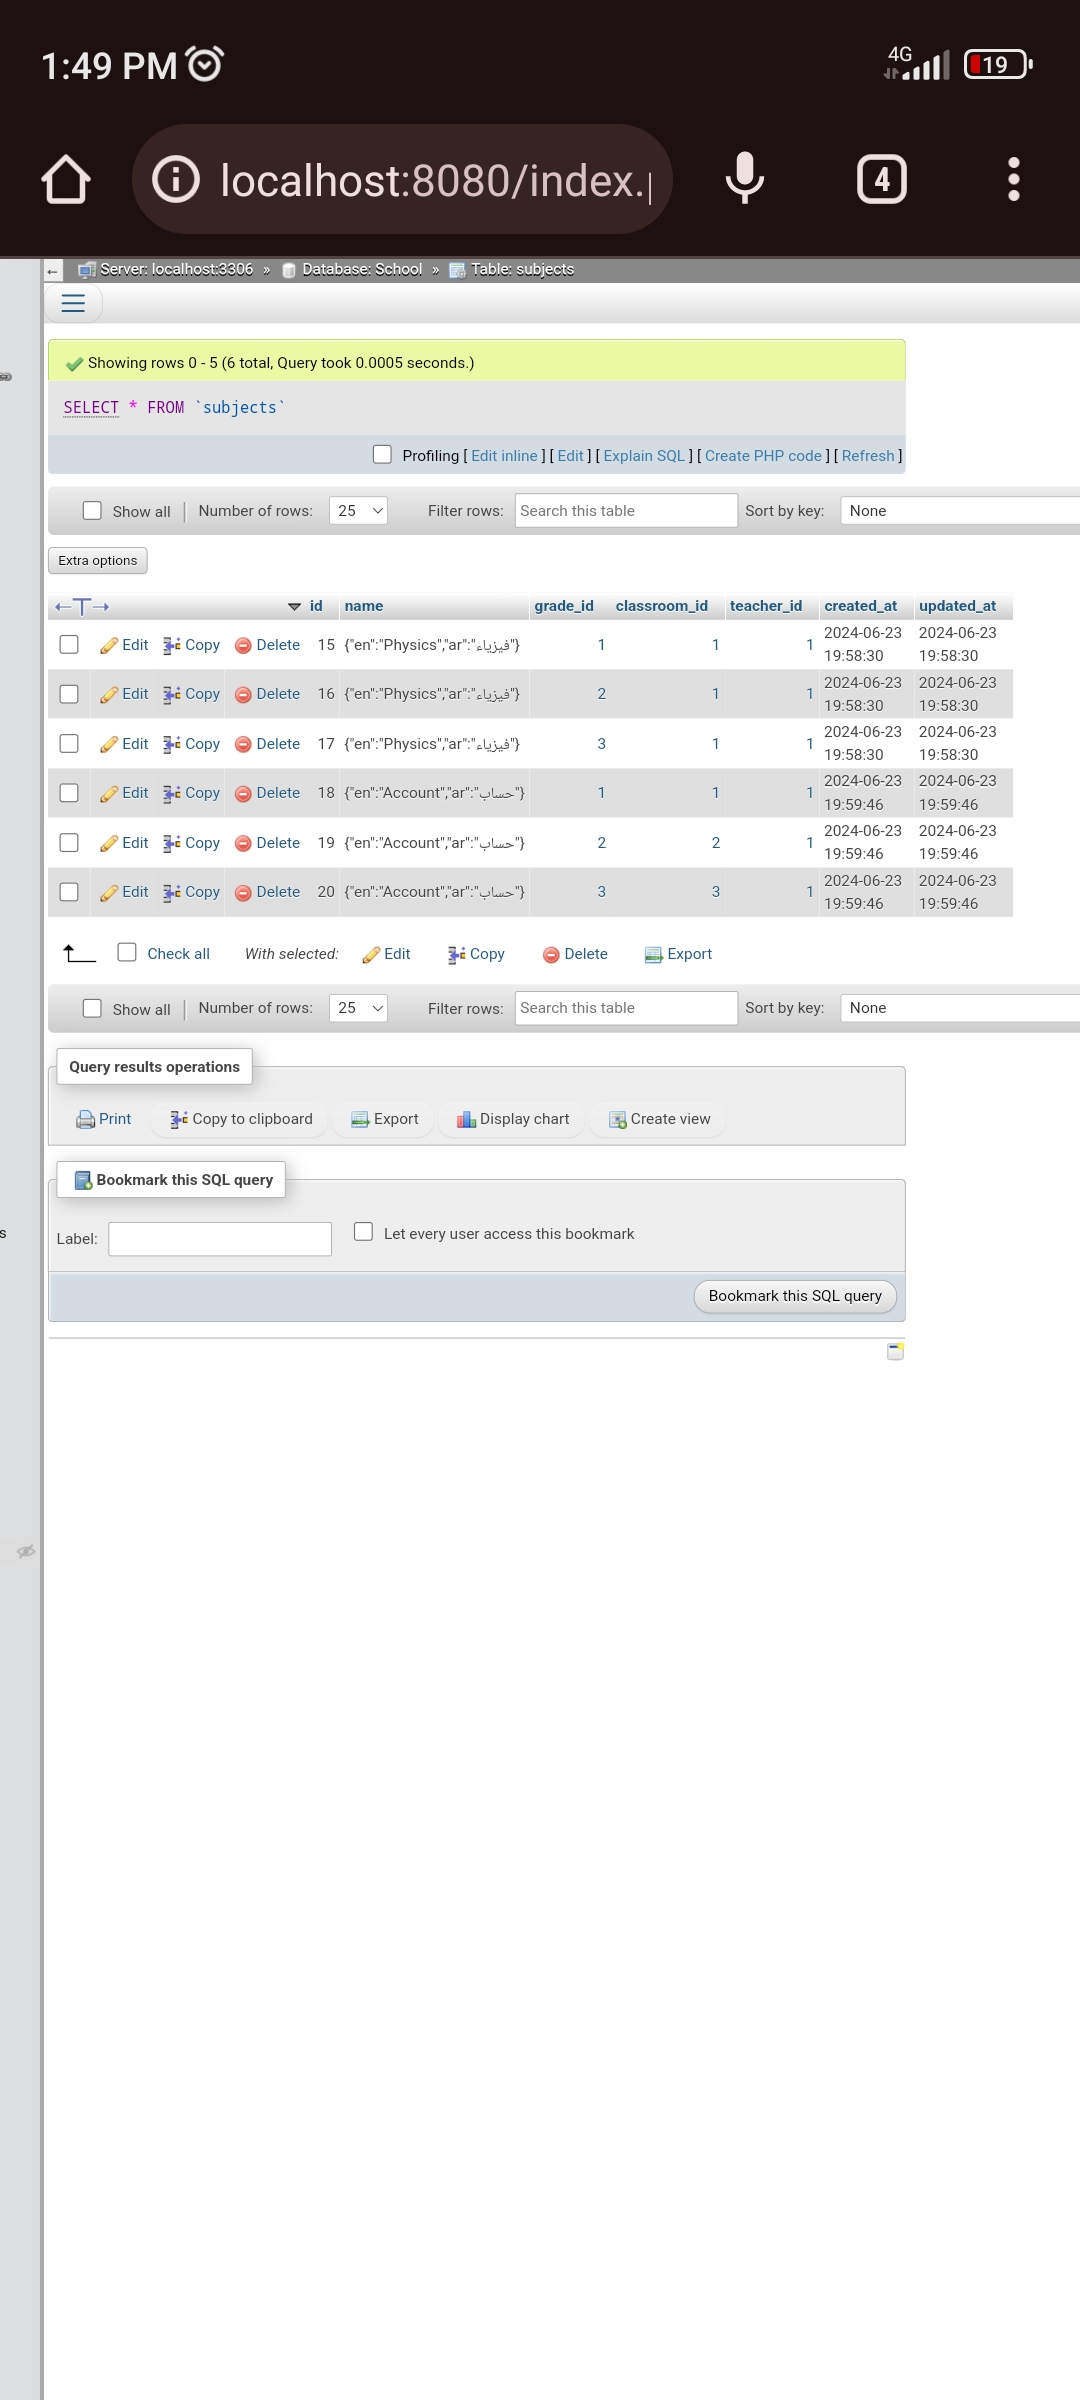 1:49 PM 4G 19
localhost:8080/index.
4
← Server: localhost:3306 » Database: School » Table: subjects
Showing rows 0 - 5 (6 total, Query took 0.0005 seconds.)
SELECT * FROM `subjects`
Profiling [ Edit inline ] [ Edit ] [ Explain SQL ] [ Create PHP code ] [ Refresh ]
Show all | Number of rows: 25 Filter rows: Search this table Sort by key: None
Extra options
←T→ id name grade_id classroom_id teacher_id created_at updated_at
Edit Copy Delete 15 {"en":"Physics","ar":"فيزياء"} 1 1 1 2024-06-23 19:58:30 2024-06-23 19:58:30
Edit Copy Delete 16 {"en":"Physics","ar":"فيزياء"} 2 1 1 2024-06-23 19:58:30 2024-06-23 19:58:30
Edit Copy Delete 17 {"en":"Physics","ar":"فيزياء"} 3 1 1 2024-06-23 19:58:30 2024-06-23 19:58:30
Edit Copy Delete 18 {"en":"Account","ar":"حساب"} 1 1 1 2024-06-23 19:59:46 2024-06-23 19:59:46
Edit Copy Delete 19 {"en":"Account","ar":"حساب"} 2 2 1 2024-06-23 19:59:46 2024-06-23 19:59:46
Edit Copy Delete 20 {"en":"Account","ar":"حساب"} 3 3 1 2024-06-23 19:59:46 2024-06-23 19:59:46
Check all With selected: Edit Copy Delete Export
Show all | Number of rows: 25 Filter rows: Search this table Sort by key: None
Query results operations
Print Copy to clipboard Export Display chart Create view
Bookmark this SQL query
s
Label: Let every user access this bookmark
Bookmark this SQL query